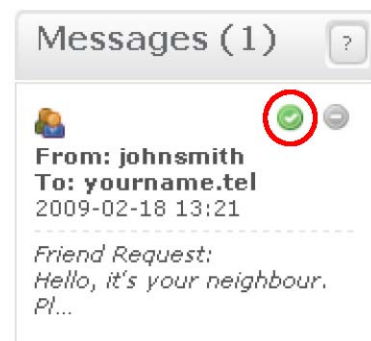 Messages (1) ?
From: johnsmith
To: yourname.tel
2009-02-18 13:21
Friend Request:
Hello, it's your neighbour.
Pl...